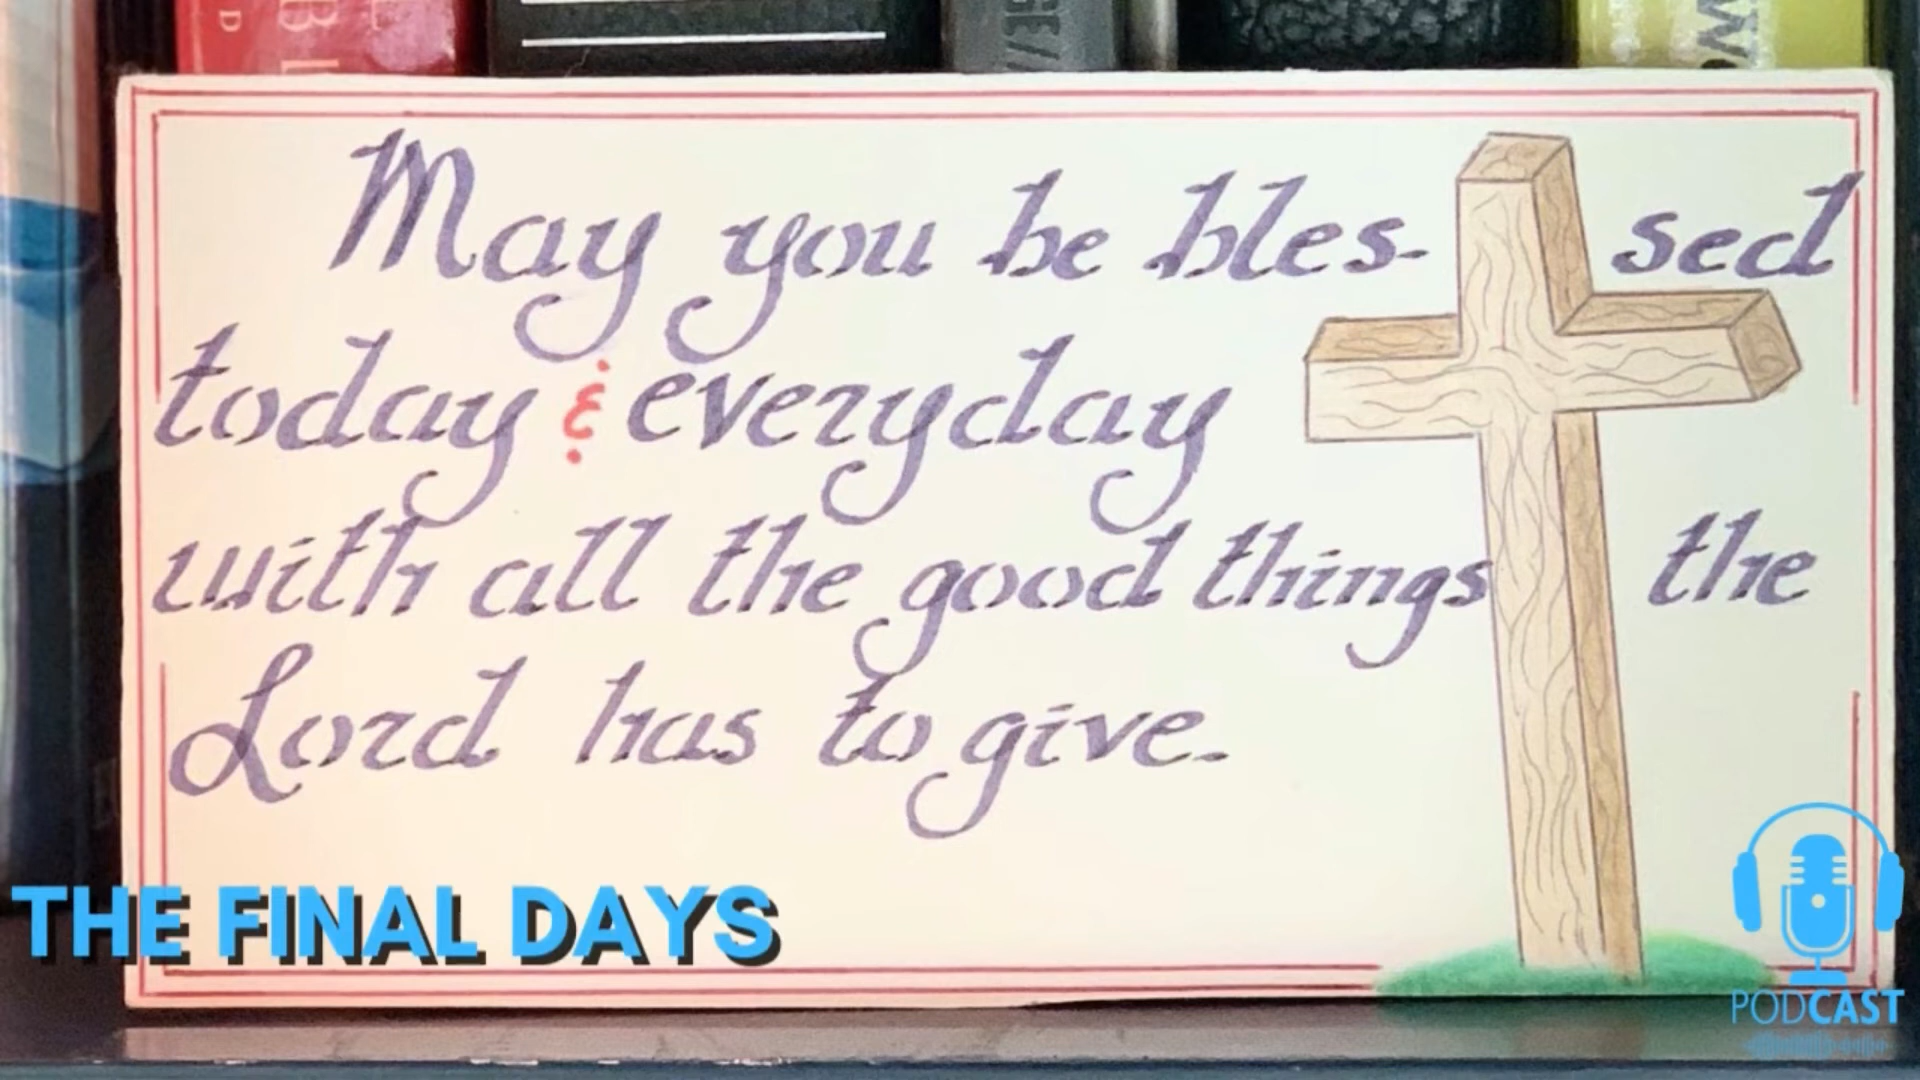 May you be bles- sed
today & everyday
with all the good things the
Lord has to give.
THE FINAL DAYS
PODCAST